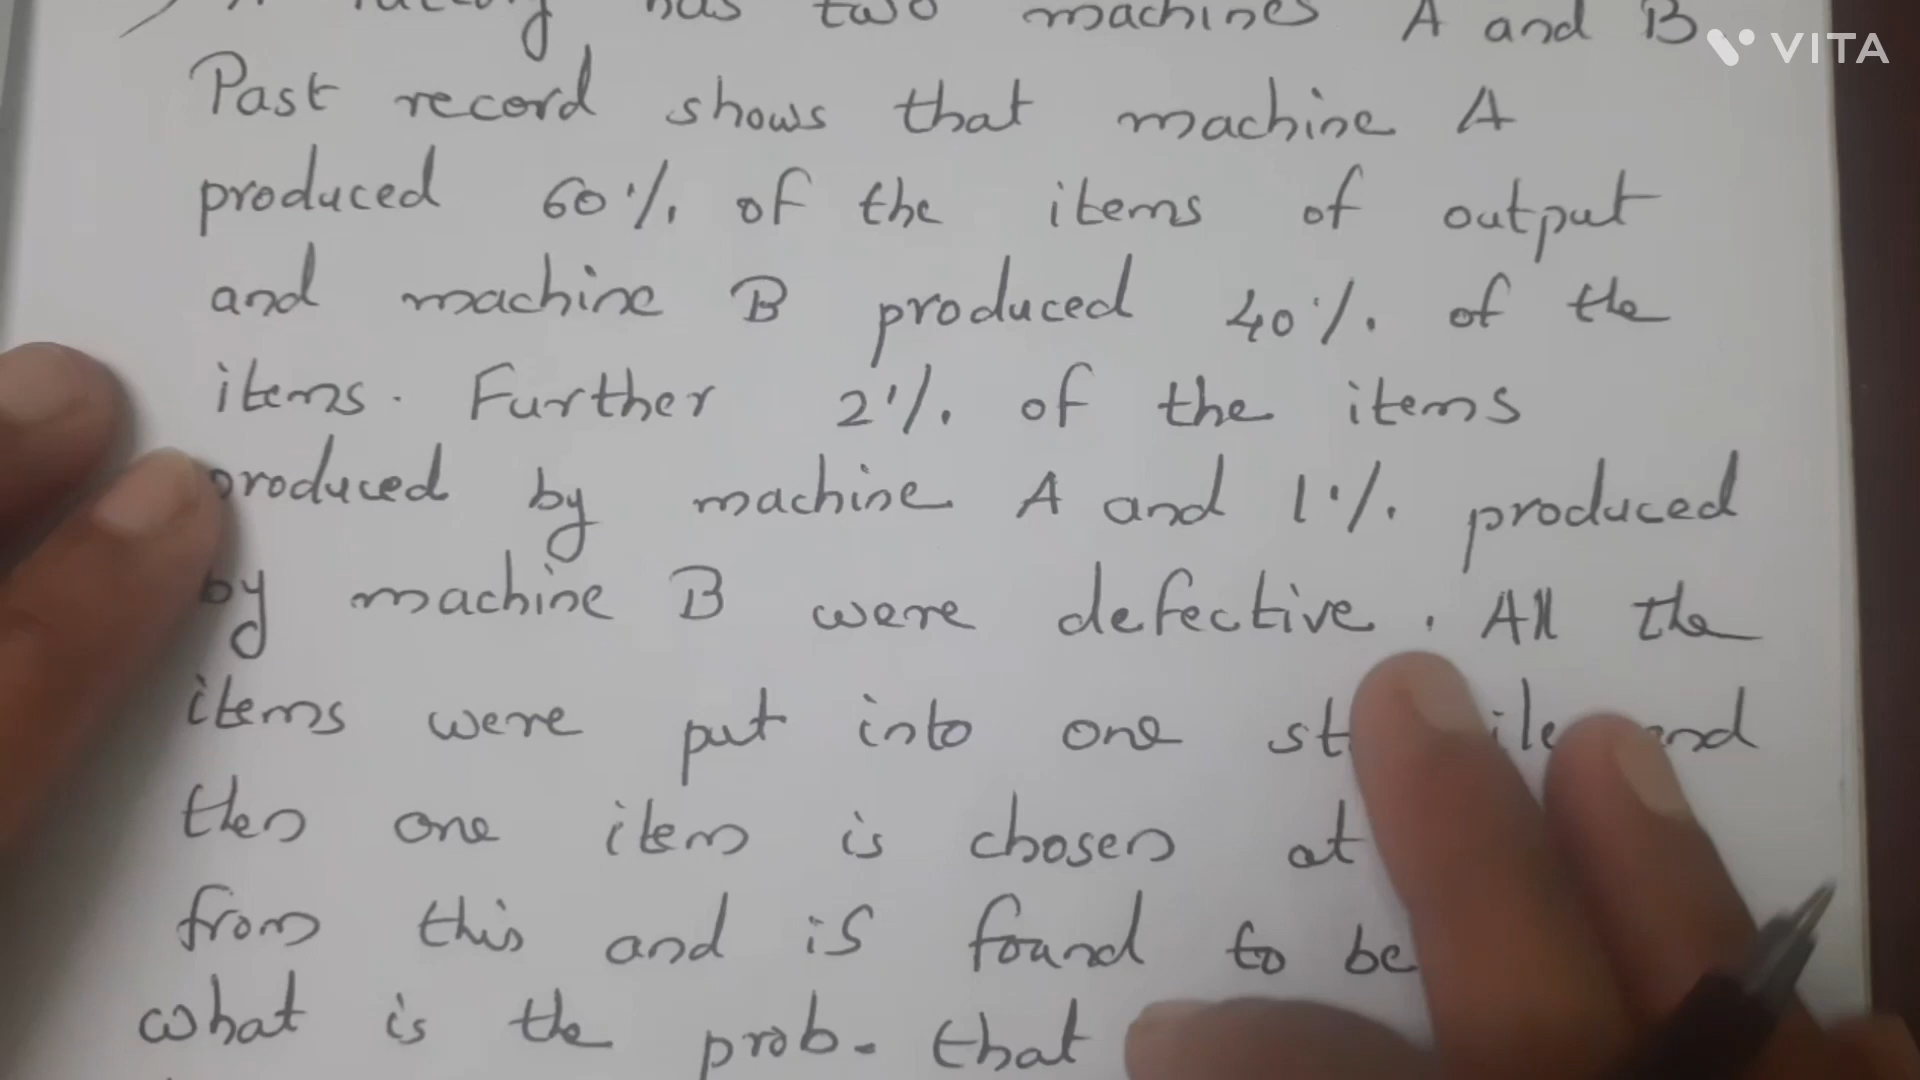 A factory has two machines A and B.
VITA
Past record shows that machine A
produced 60% of the items of output
and machine B produced 40% of the
items. Further 2% of the items
produced by machine A and 1% produced
by machine B were defective. All the
items were put into one and
then one item is chosen at
from this and is found to be
what is the prob. that